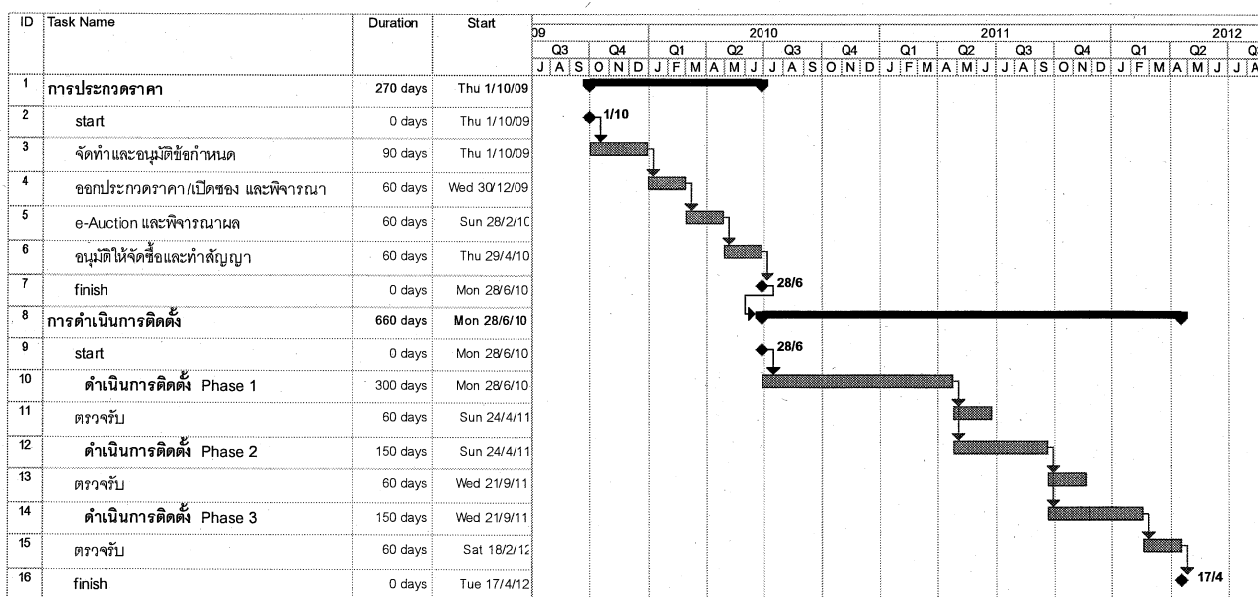 ID Task Name Duration Start
09 2010 2011 2012
Q3 Q4 Q1 Q2 Q3 Q4 Q1 Q2 Q3 Q4 Q1 Q2
J A S O N D J F M A M J J A S O N D J F M A M J J A S O N D J F M A M J J A
1 การประกวดราคา 270 days Thu 1/10/09
2 start 0 days Thu 1/10/09 1/10
3 จัดทำและอนุมัติข้อกำหนด 90 days Thu 1/10/09
4 ออกประกวดราคา/เปิดซอง และพิจารณา 60 days Wed 30/12/09
5 e-Auction และพิจารณาผล 60 days Sun 28/2/10
6 อนุมัติให้จัดซื้อและทำสัญญา 60 days Thu 29/4/10
7 finish 0 days Mon 28/6/10 28/6
8 การดำเนินการติดตั้ง 660 days Mon 28/6/10
9 start 0 days Mon 28/6/10 28/6
10 ดำเนินการติดตั้ง Phase 1 300 days Mon 28/6/10
11 ตรวจรับ 60 days Sun 24/4/11
12 ดำเนินการติดตั้ง Phase 2 150 days Sun 24/4/11
13 ตรวจรับ 60 days Wed 21/9/11
14 ดำเนินการติดตั้ง Phase 3 150 days Wed 21/9/11
15 ตรวจรับ 60 days Sat 18/2/12
16 finish 0 days Tue 17/4/12 17/4